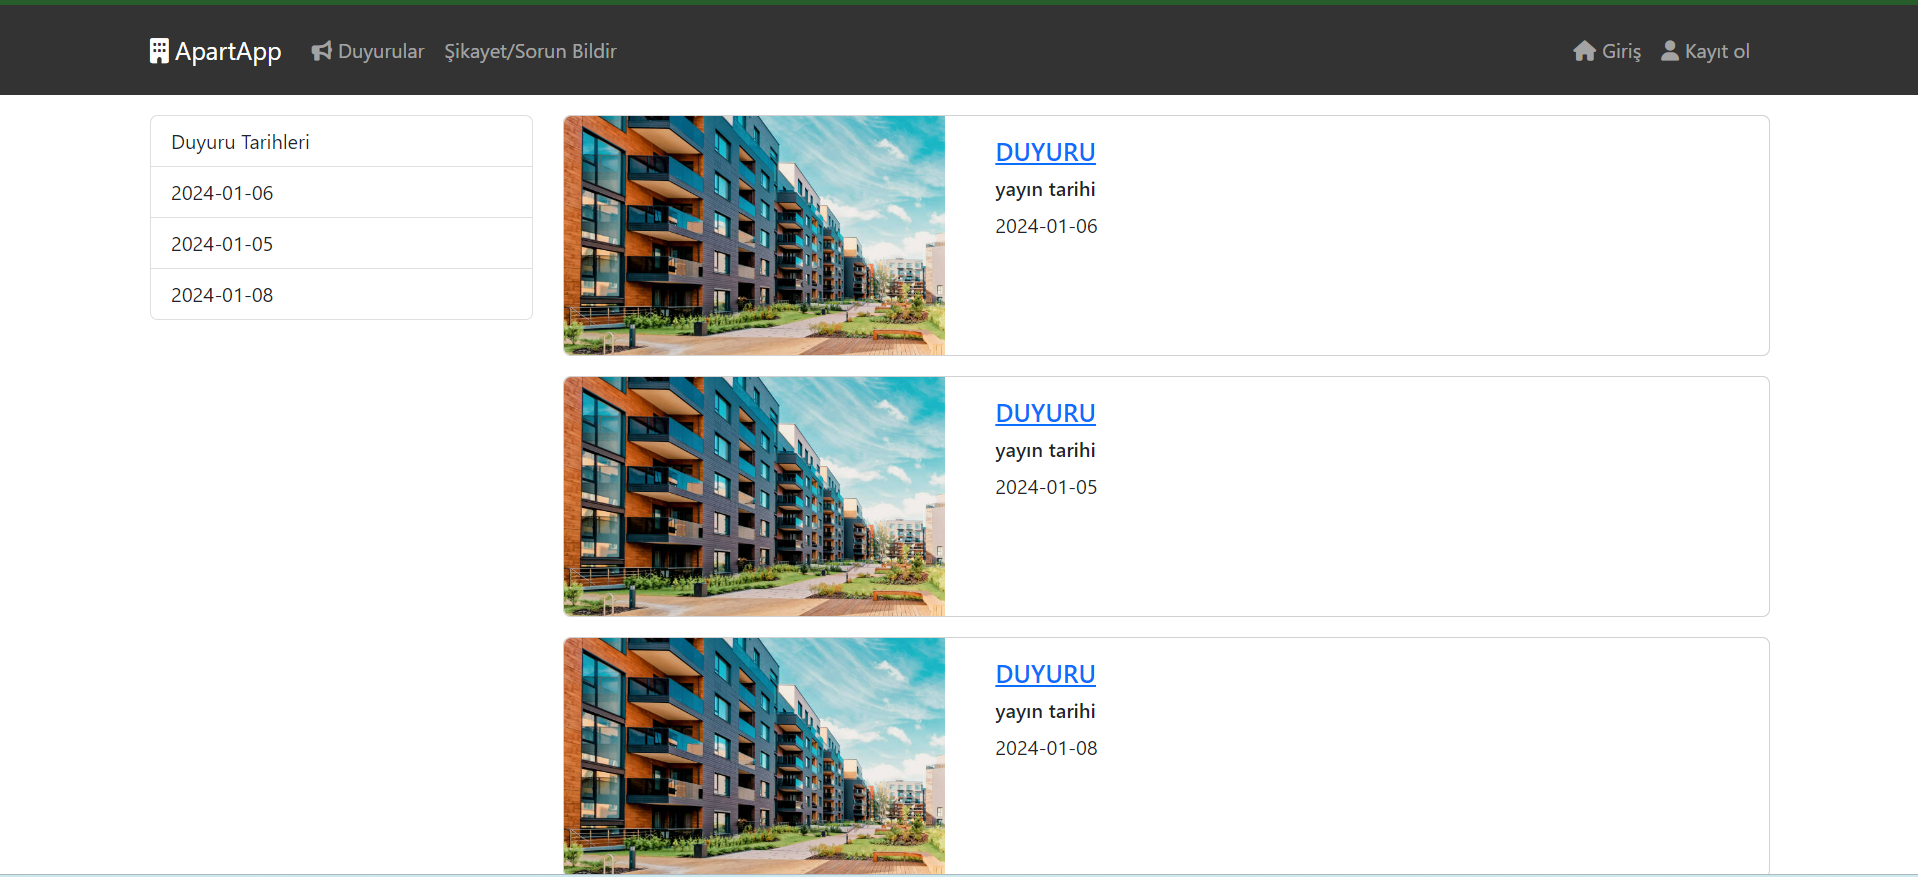 ApartApp Duyurular Şikayet/Sorun Bildir Giriş Kayıt ol
Duyuru Tarihleri
2024-01-06
2024-01-05
2024-01-08
DUYURU
yayın tarihi
2024-01-06
DUYURU
yayın tarihi
2024-01-05
DUYURU
yayın tarihi
2024-01-08